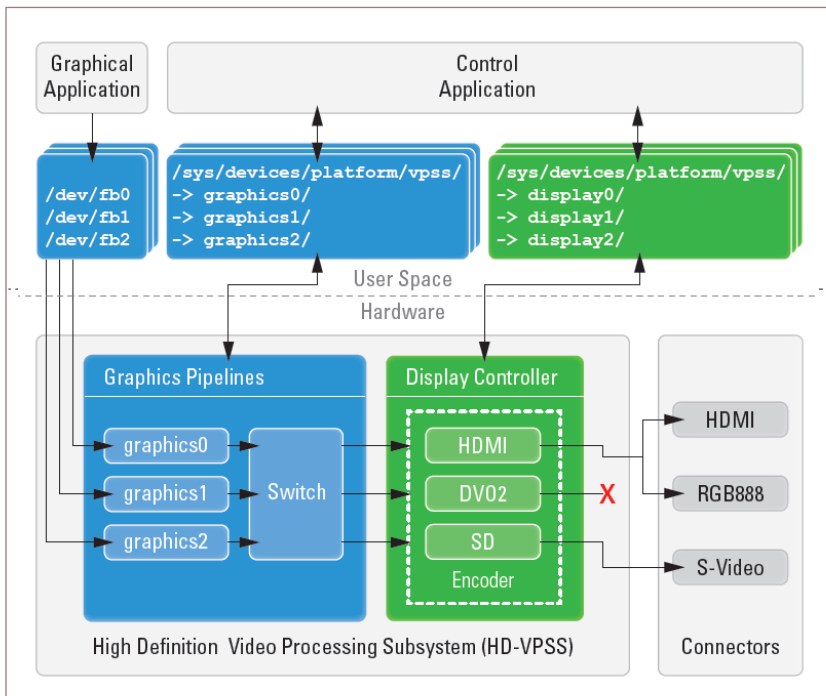 Graphical
Application
Control
Application
/dev/fb0
/dev/fb1
/dev/fb2
/sys/devices/platform/vpss/
-> graphics0/
-> graphics1/
-> graphics2/
/sys/devices/platform/vpss/
-> display0/
-> display1/
-> display2/
User Space
Hardware
Graphics Pipelines
graphics0
graphics1
graphics2
Switch
Display Controller
HDMI
DVO2
SD
Encoder
X
HDMI
RGB888
S-Video
High Definition Video Processing Subsystem (HD-VPSS)
Connectors